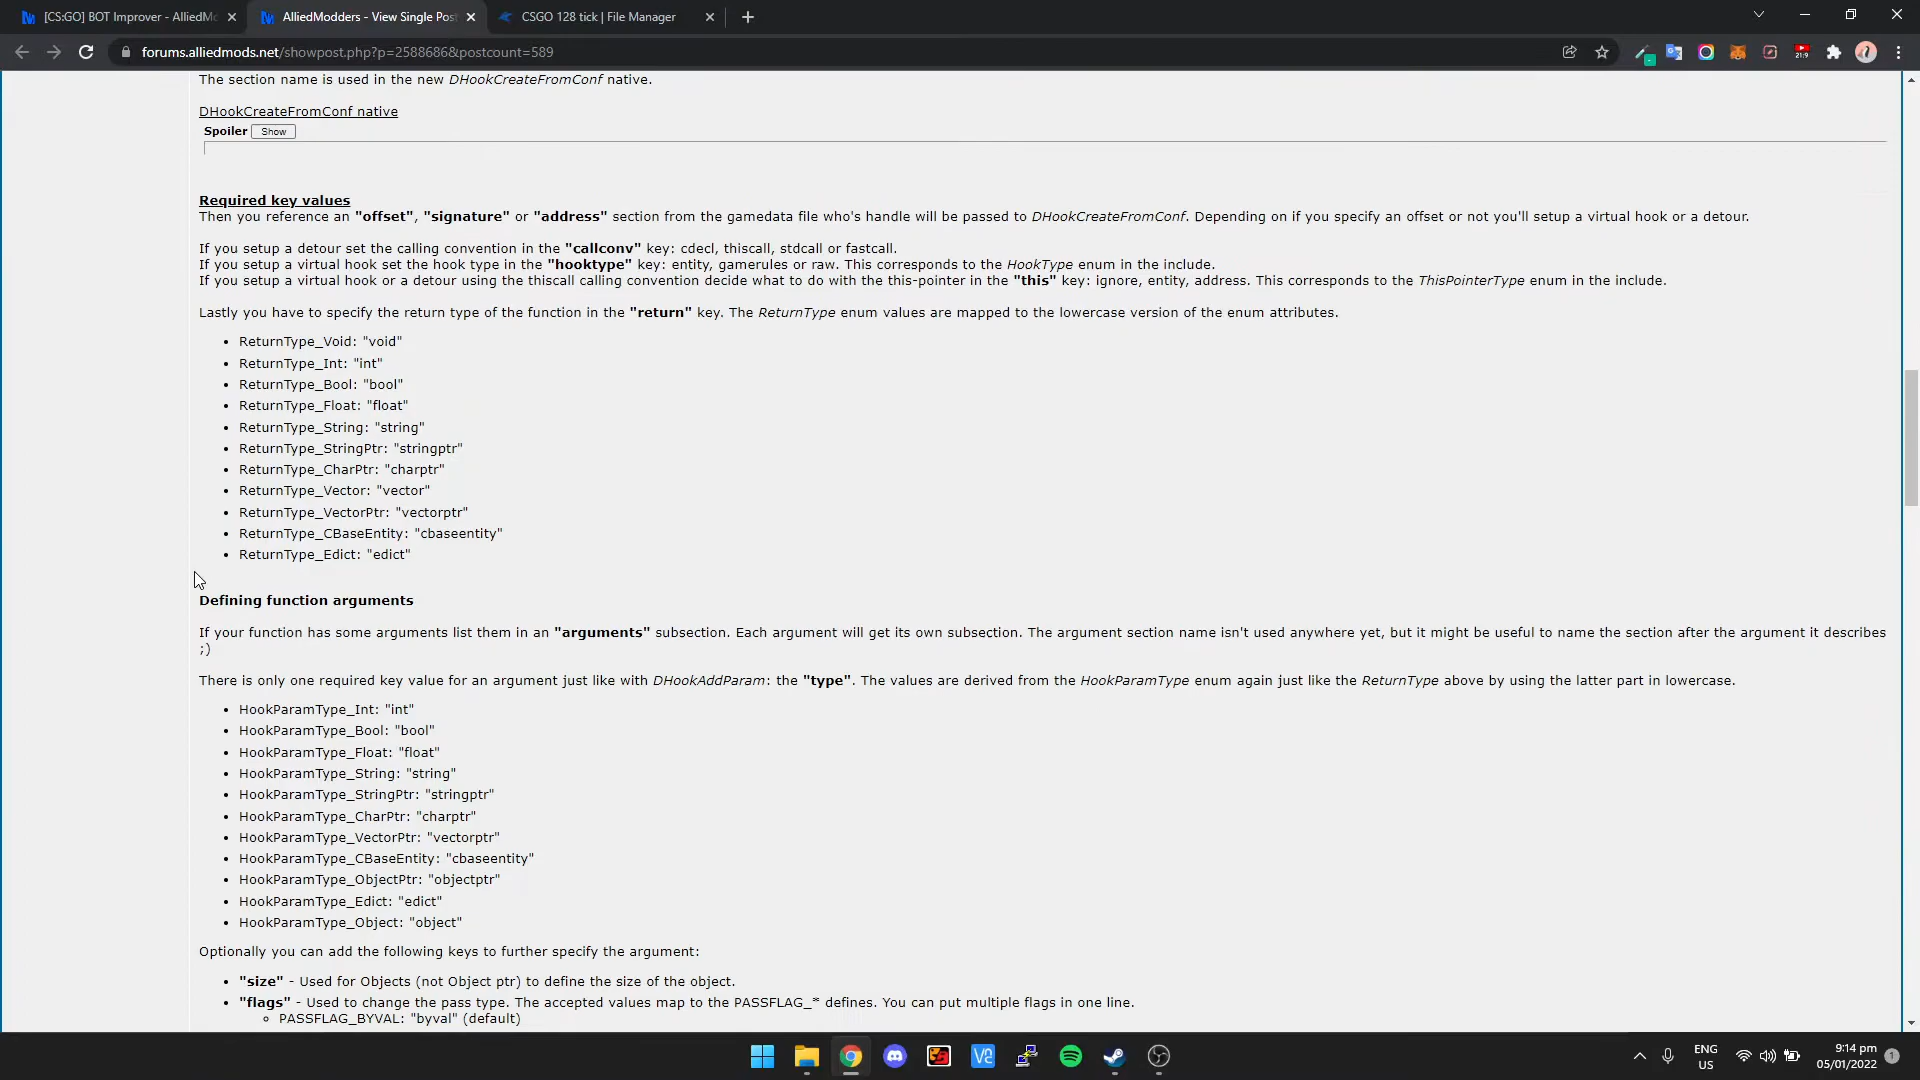 [CS:GO] BOT Improver - AlliedM
AlliedModders - View Single Post
CSGO 128 tick | File Manager
forums.alliedmods.net/showpost.php?p=2588686&postcount=589
21:9
The section name is used in the new DHookCreateFromConf native.
DHookCreateFromConf native
Spoiler Show
Required key values
Then you reference an "offset", "signature" or "address" section from the gamedata file who's handle will be passed to DHookCreateFromConf. Depending on if you specify an offset or not you'll setup a virtual hook or a detour.
If you setup a detour set the calling convention in the "callconv" key: cdecl, thiscall, stdcall or fastcall.
If you setup a virtual hook set the hook type in the "hooktype" key: entity, gamerules or raw. This corresponds to the HookType enum in the include.
If you setup a virtual hook or a detour using the thiscall calling convention decide what to do with the this-pointer in the "this" key: ignore, entity, address. This corresponds to the ThisPointerType enum in the include.
Lastly you have to specify the return type of the function in the "return" key. The ReturnType enum values are mapped to the lowercase version of the enum attributes.
• ReturnType_Void: "void"
• ReturnType_Int: "int"
• ReturnType_Bool: "bool"
• ReturnType_Float: "float"
• ReturnType_String: "string"
• ReturnType_StringPtr: "stringptr"
• ReturnType_CharPtr: "charptr"
• ReturnType_Vector: "vector"
• ReturnType_VectorPtr: "vectorptr"
• ReturnType_CBaseEntity: "cbaseentity"
• ReturnType_Edict: "edict"
Defining function arguments
If your function has some arguments list them in an "arguments" subsection. Each argument will get its own subsection. The argument section name isn't used anywhere yet, but it might be useful to name the section after the argument it describes
;)
There is only one required key value for an argument just like with DHookAddParam: the "type". The values are derived from the HookParamType enum again just like the ReturnType above by using the latter part in lowercase.
• HookParamType_Int: "int"
• HookParamType_Bool: "bool"
• HookParamType_Float: "float"
• HookParamType_String: "string"
• HookParamType_StringPtr: "stringptr"
• HookParamType_CharPtr: "charptr"
• HookParamType_VectorPtr: "vectorptr"
• HookParamType_CBaseEntity: "cbaseentity"
• HookParamType_ObjectPtr: "objectptr"
• HookParamType_Edict: "edict"
• HookParamType_Object: "object"
Optionally you can add the following keys to further specify the argument:
• "size" - Used for Objects (not Object ptr) to define the size of the object.
• "flags" - Used to change the pass type. The accepted values map to the PASSFLAG_* defines. You can put multiple flags in one line.
◦ PASSFLAG_BYVAL: "byval" (default)
ENG
US
9:14 pm
05/01/2022
1